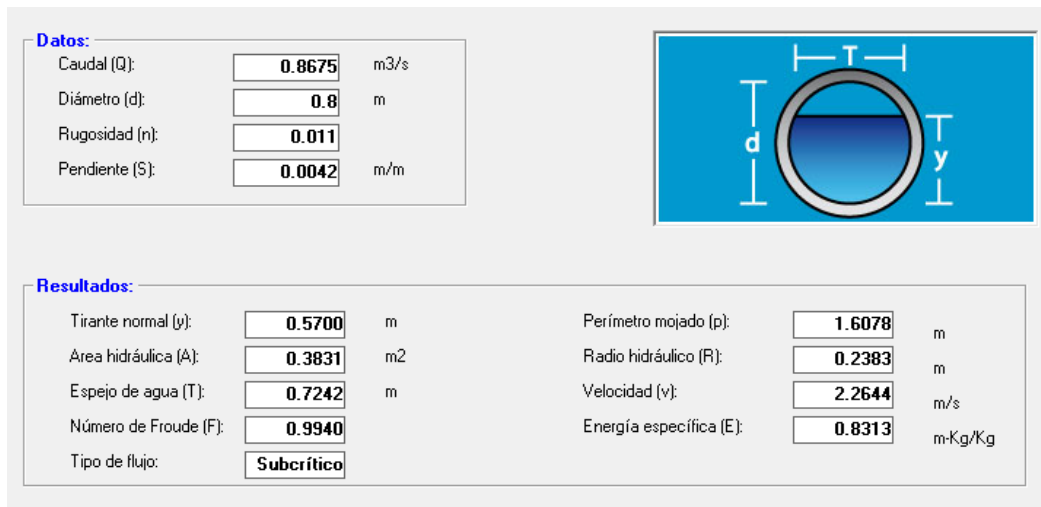 Datos:
Caudal (Q): 0.8675 m3/s
Diámetro (d): 0.8 m
Rugosidad (n): 0.011
Pendiente (S): 0.0042 m/m
T
d
y
Resultados:
Tirante normal (y): 0.5700 m Perímetro mojado (p): 1.6078 m
Area hidráulica (A): 0.3831 m2 Radio hidráulico (R): 0.2383 m
Espejo de agua (T): 0.7242 m Velocidad (v): 2.2644 m/s
Número de Froude (F): 0.9940 Energía específica (E): 0.8313 m-Kg/Kg
Tipo de flujo: Subcrítico